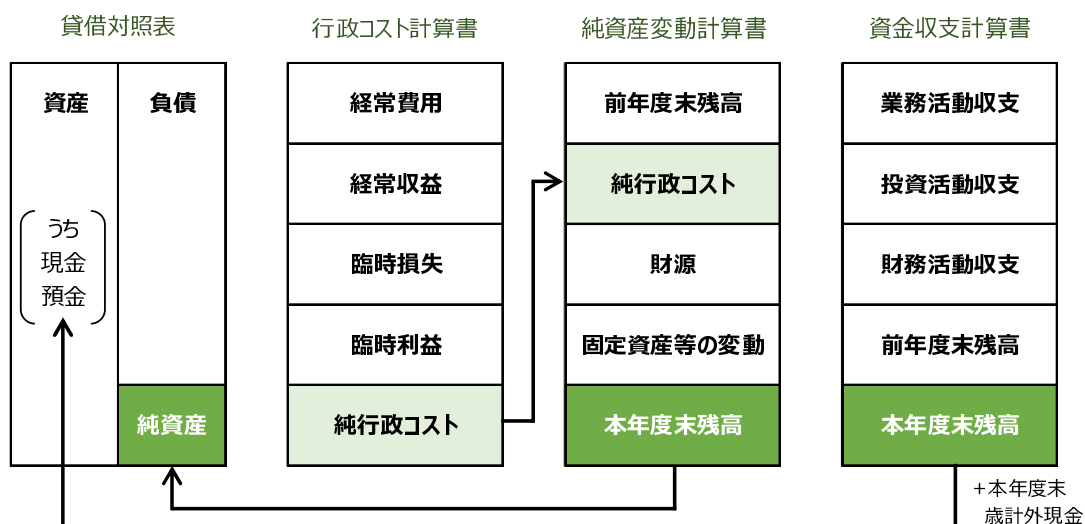 貸借対照表
資産
負債
うち
現金
預金
純資産
行政コスト計算書
経常費用
経常収益
臨時損失
臨時利益
純行政コスト
純資産変動計算書
前年度末残高
純行政コスト
財源
固定資産等の変動
本年度末残高
資金収支計算書
業務活動収支
投資活動収支
財務活動収支
前年度末残高
本年度末残高
+本年度末
歳計外現金